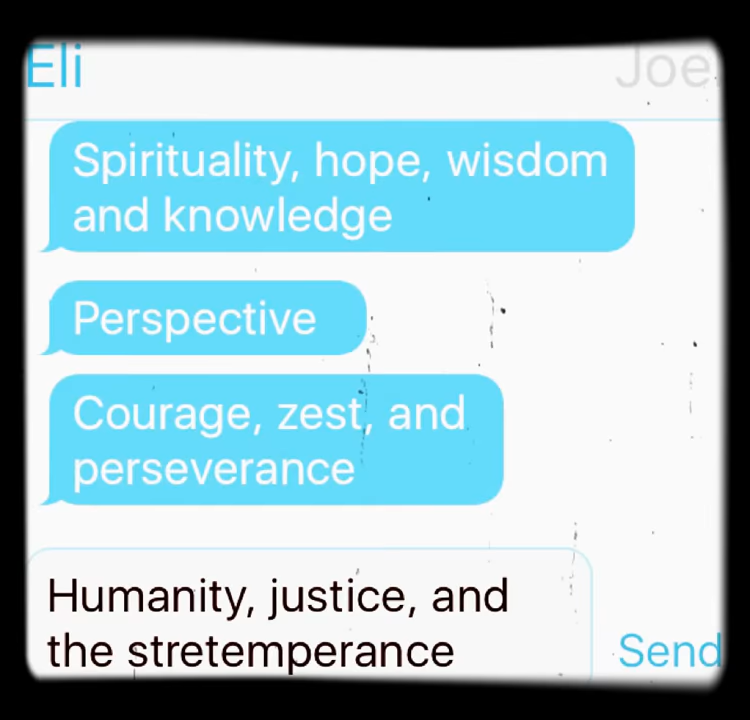 Eli
Joe
Spirituality, hope, wisdom
and knowledge
Perspective
Courage, zest, and
perseverance
Humanity, justice, and
the stretemperance
Send